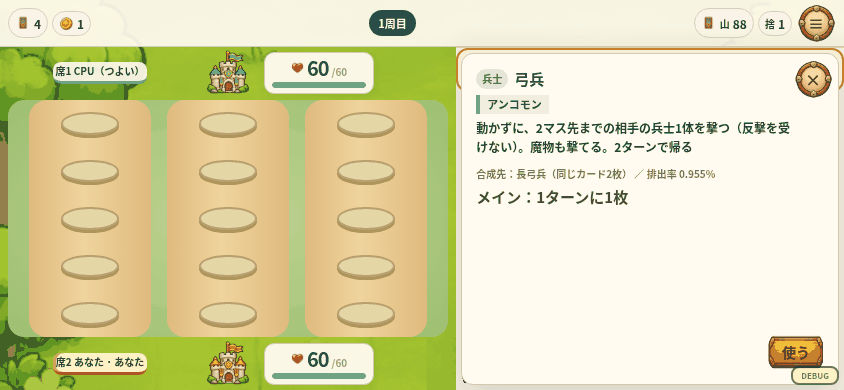 4
1
1周目
山 88
捨 1
席1 CPU（つよい）
60 /60
兵士 弓兵
アンコモン
動かずに、2マス先までの相手の兵士1体を撃つ（反撃を受
けない）。魔物も撃てる。2ターンで帰る
合成先：長弓兵（同じカード2枚） ／ 排出率 0.955%
メイン：1ターンに1枚
席2 あなた・あなた
60 /60
使う
DEBUG